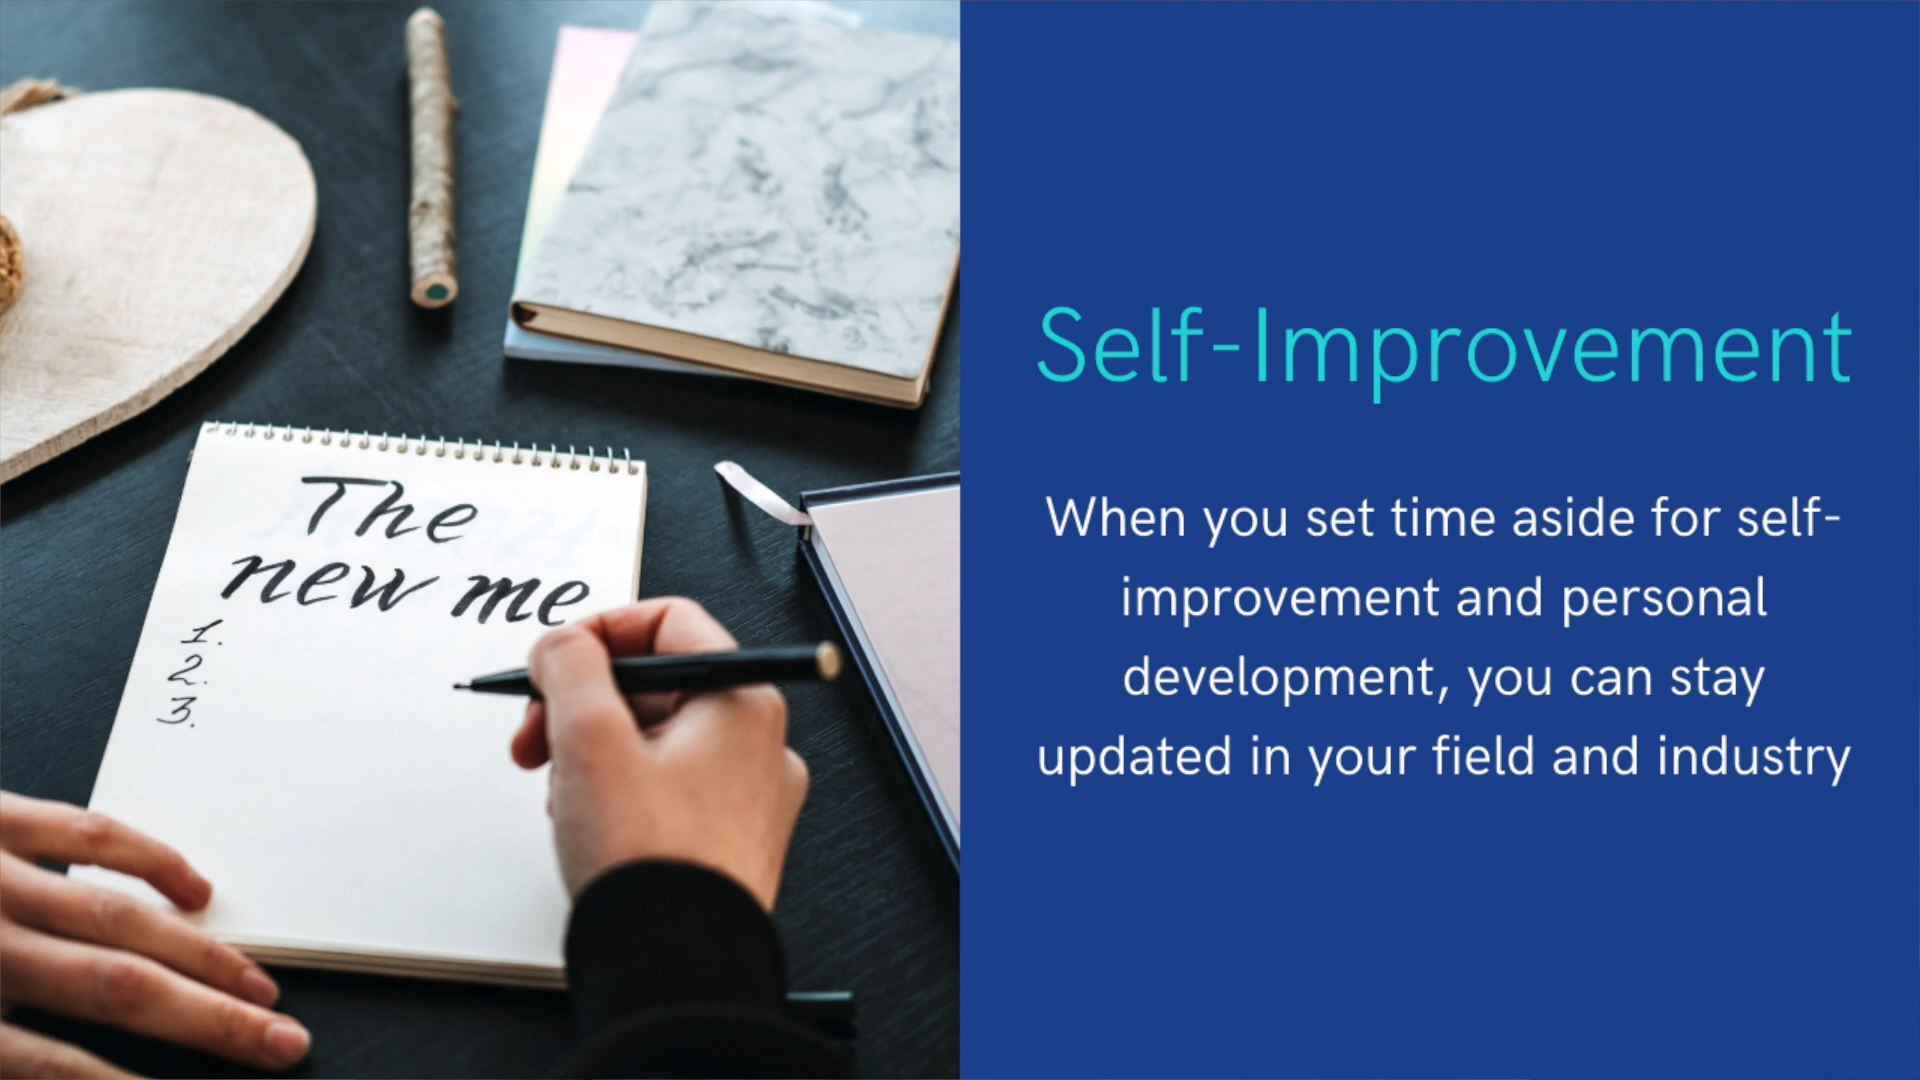 The
new me
1.
2.
3.
Self-Improvement
When you set time aside for self-
improvement and personal
development, you can stay
updated in your field and industry